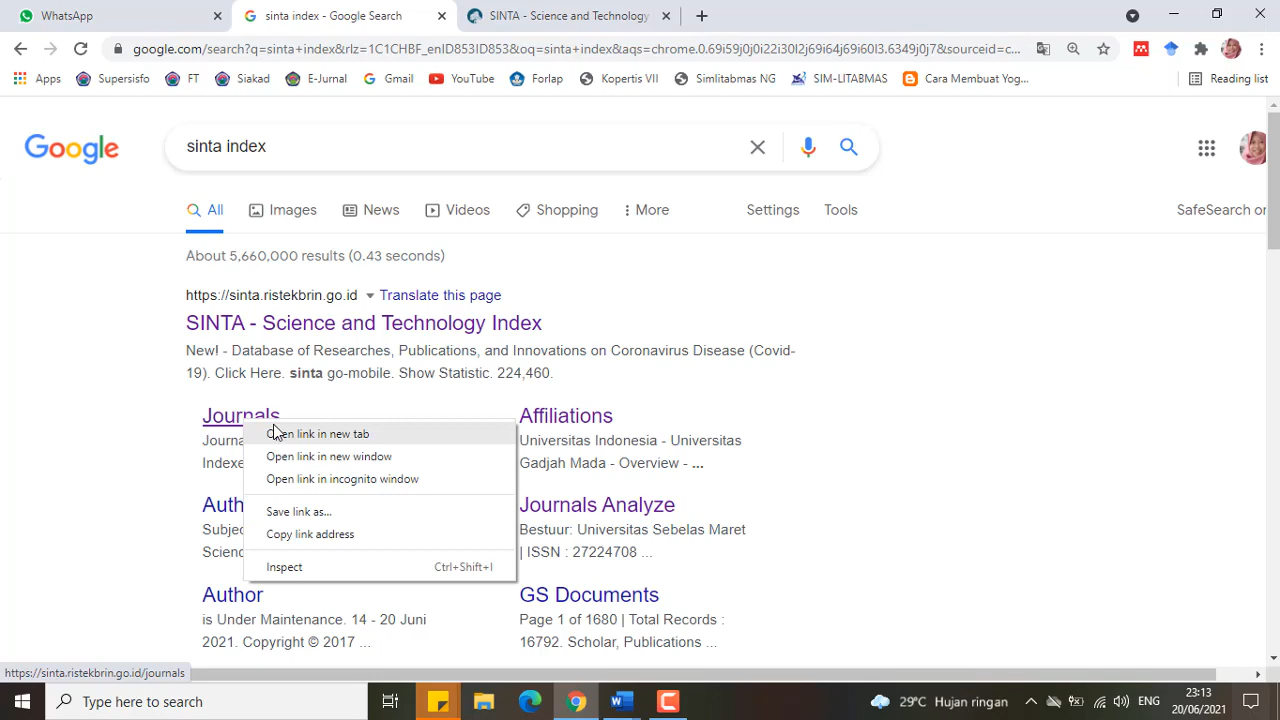 WhatsApp
sinta index - Google Search
SINTA - Science and Technology
google.com/search?q=sinta+index&rlz=1C1CHBF_enID853ID853&oq=sinta+index&aqs=chrome.0.69i59j0j0i22i30l2j69i64j69i60l3.6349j0j7&sourceid=c...
Apps Supersisfo FT Siakad E-Jurnal Gmail YouTube Forlap Kopertis VII Simlitabmas NG SIM-LITABMAS Cara Membuat Yog... Reading list
Google
sinta index
All Images News Videos Shopping More Settings Tools SafeSearch on
About 5,660,000 results (0.43 seconds)
https://sinta.ristekbrin.go.id Translate this page
SINTA - Science and Technology Index
New! - Database of Researches, Publications, and Innovations on Coronavirus Disease (Covid-
19). Click Here. sinta go-mobile. Show Statistic. 224,460.
Journals Affiliations
Open link in new tab
Journa Universitas Indonesia - Universitas
Open link in new window
Indexe Gadjah Mada - Overview - ...
Open link in incognito window
Auth Journals Analyze
Save link as...
Subje Bestuur: Universitas Sebelas Maret
Copy link address
Scienc | ISSN : 27224708 ...
Inspect Ctrl+Shift+I
Author GS Documents
is Under Maintenance. 14 - 20 Juni Page 1 of 1680 | Total Records :
2021. Copyright © 2017 ... 16792. Scholar, Publications ...
https://sinta.ristekbrin.go.id/journals
Type here to search
29°C Hujan ringan
ENG
23:13
20/06/2021